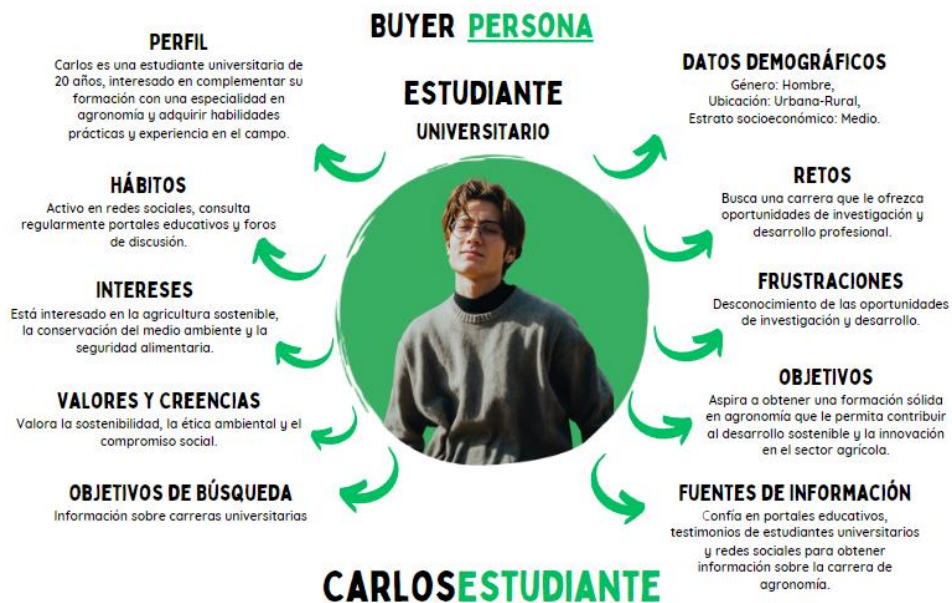 BUYER PERSONA
ESTUDIANTE
UNIVERSITARIO
PERFIL
Carlos es una estudiante universitaria de
20 años, interesado en complementar su
formación con una especialidad en
agronomía y adquirir habilidades
prácticas y experiencia en el campo.
HÁBITOS
Activo en redes sociales, consulta
regularmente portales educativos y foros
de discusión.
INTERESES
Está interesado en la agricultura sostenible,
la conservación del medio ambiente y la
seguridad alimentaria.
VALORES Y CREENCIAS
Valora la sostenibilidad, la ética ambiental y el
compromiso social.
OBJETIVOS DE BÚSQUEDA
Información sobre carreras universitarias
DATOS DEMOGRÁFICOS
Género: Hombre,
Ubicación: Urbana-Rural,
Estrato socioeconómico: Medio.
RETOS
Busca una carrera que le ofrezca
oportunidades de investigación y
desarrollo profesional.
FRUSTRACIONES
Desconocimiento de las oportunidades
de investigación y desarrollo.
OBJETIVOS
Aspira a obtener una formación sólida
en agronomía que le permita contribuir
al desarrollo sostenible y la innovación
en el sector agrícola.
FUENTES DE INFORMACIÓN
Confía en portales educativos,
testimonios de estudiantes universitarios
y redes sociales para obtener
información sobre la carrera de
agronomía.
CARLOSESTUDIANTE